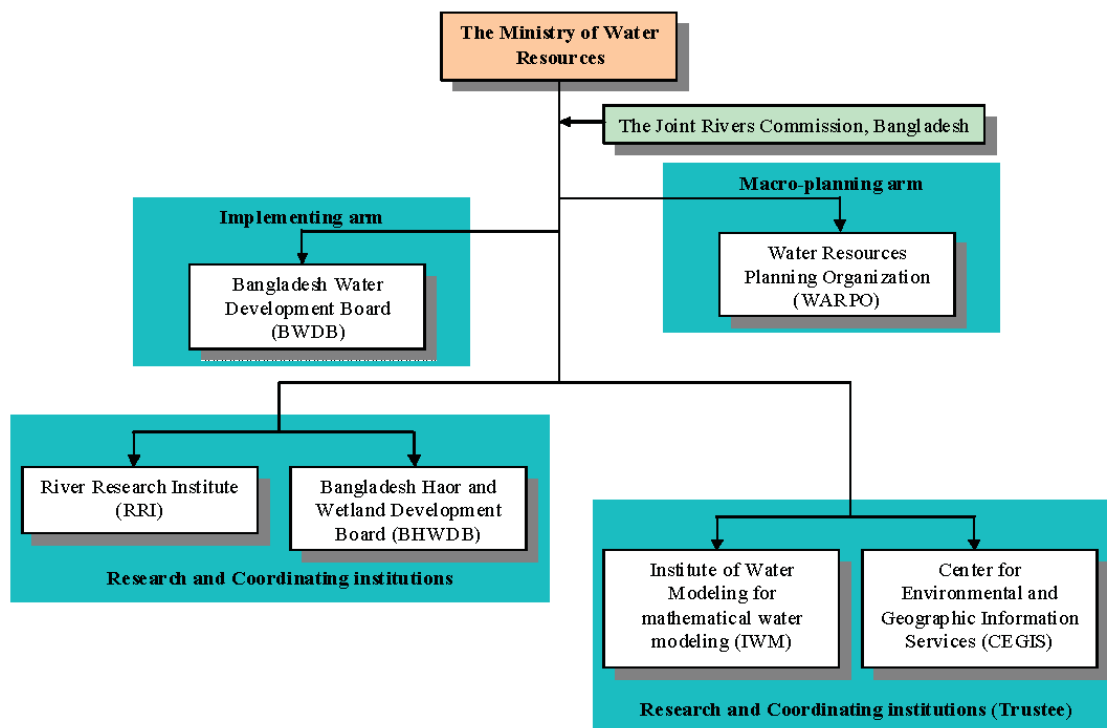 The Ministry of Water
Resources
The Joint Rivers Commission, Bangladesh
Macro-planning arm
Implementing arm
Water Resources
Planning Organization
(WARPO)
Bangladesh Water
Development Board
(BWDB)
River Research Institute
(RRI)
Bangladesh Haor and
Wetland Development
Board (BHWDB)
Research and Coordinating institutions
Institute of Water
Modeling for
mathematical water
modeling (IWM)
Center for
Environmental and
Geographic Information
Services (CEGIS)
Research and Coordinating institutions (Trustee)